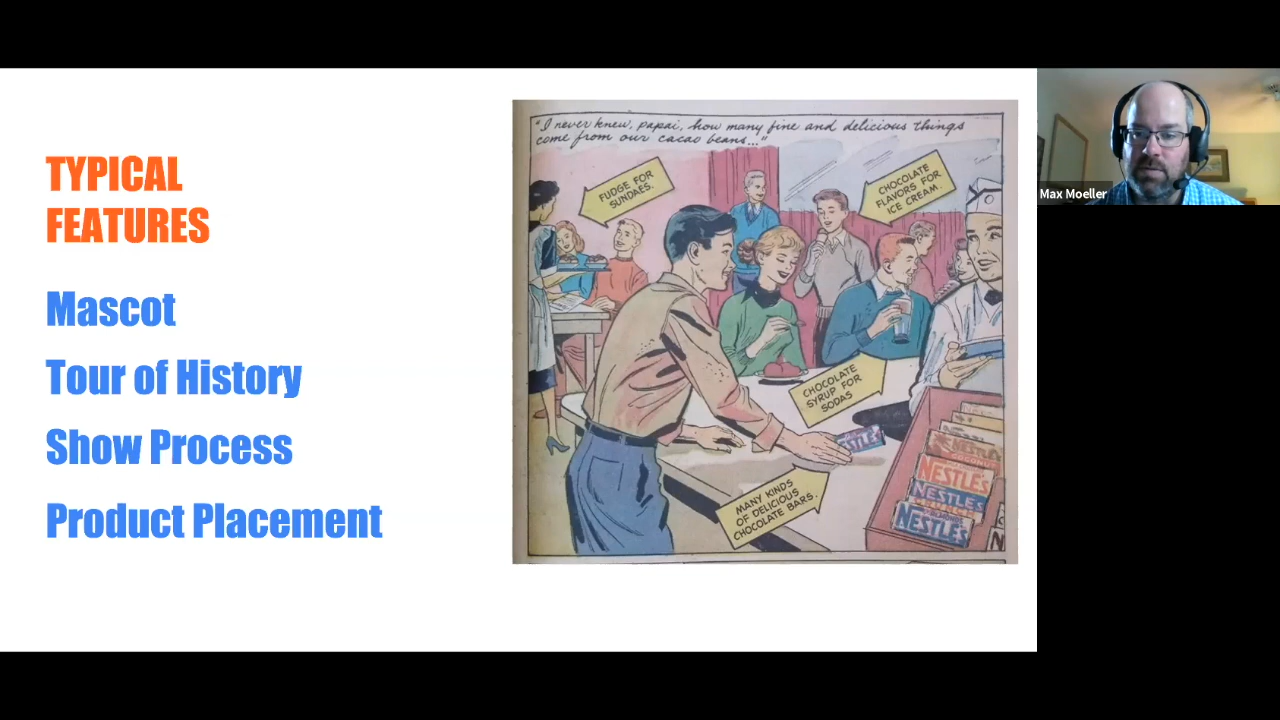 TYPICAL
FEATURES
Mascot
Tour of History
Show Process
Product Placement
"I never knew, papai, how many fine and delicious things
come from our cacao beans..."
FUDGE FOR
SUNDAES.
CHOCOLATE
FLAVORS FOR
ICE CREAM.
CHOCOLATE
SYRUP FOR
SODAS
MANY KINDS
OF DELICIOUS
CHOCOLATE BARS.
NESTLE'S
COCONUT
NESTLE'S
NESTLE'S
CRUNCH
NESTLE'S
Max Moeller